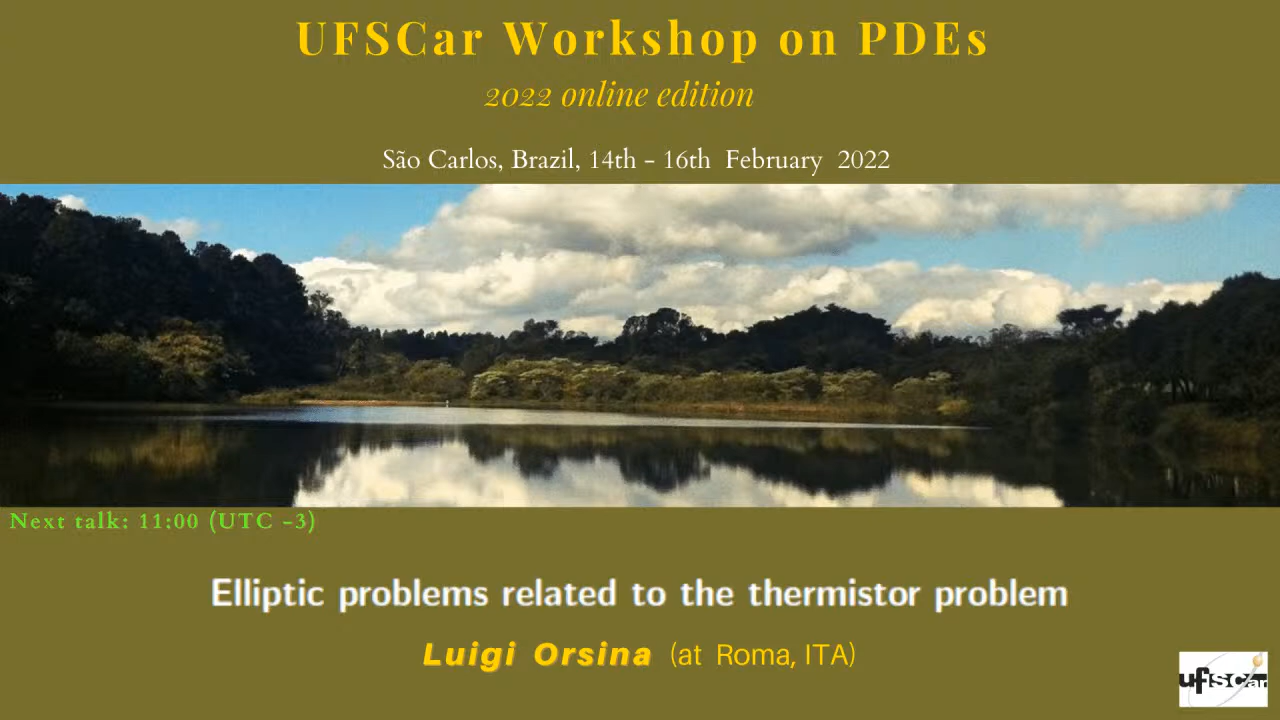 UFSCar Workshop on PDEs
2022 online edition
São Carlos, Brazil, 14th - 16th February 2022
Next talk: 11:00 (UTC -3)
Elliptic problems related to the thermistor problem
Luigi Orsina (at Roma, ITA)
ufscar